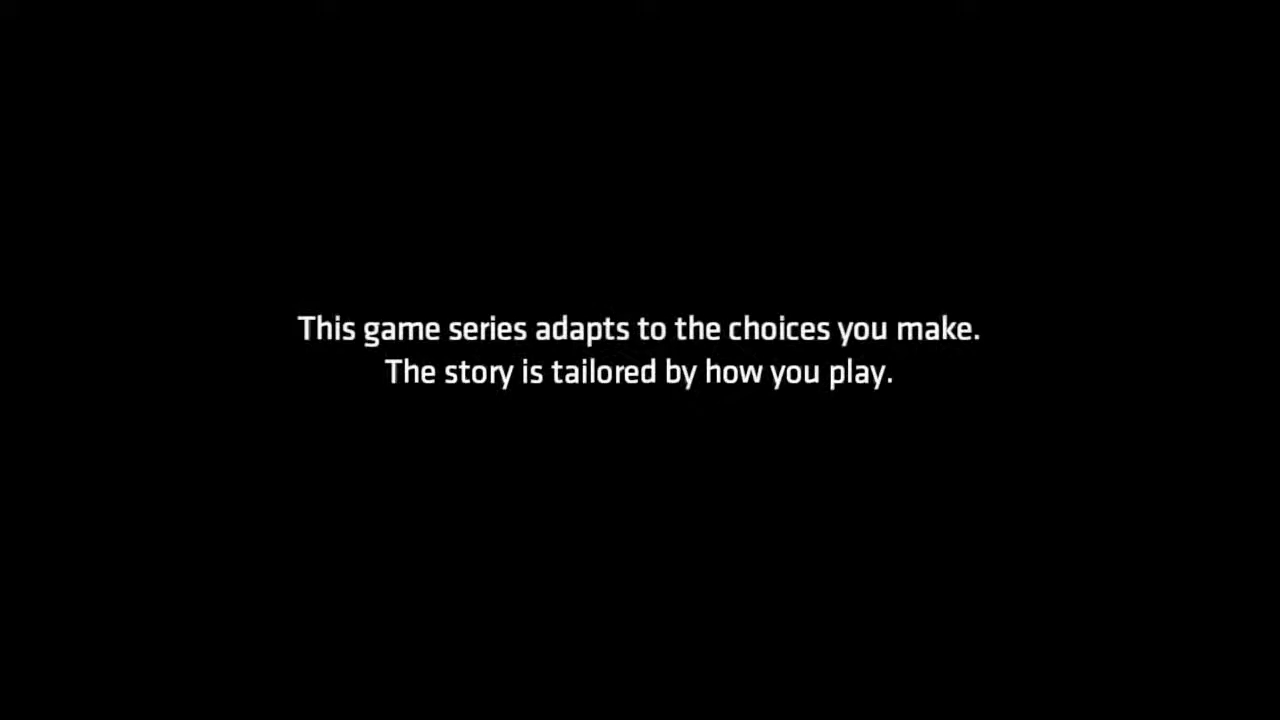 This game series adapts to the choices you make.
The story is tailored by how you play.